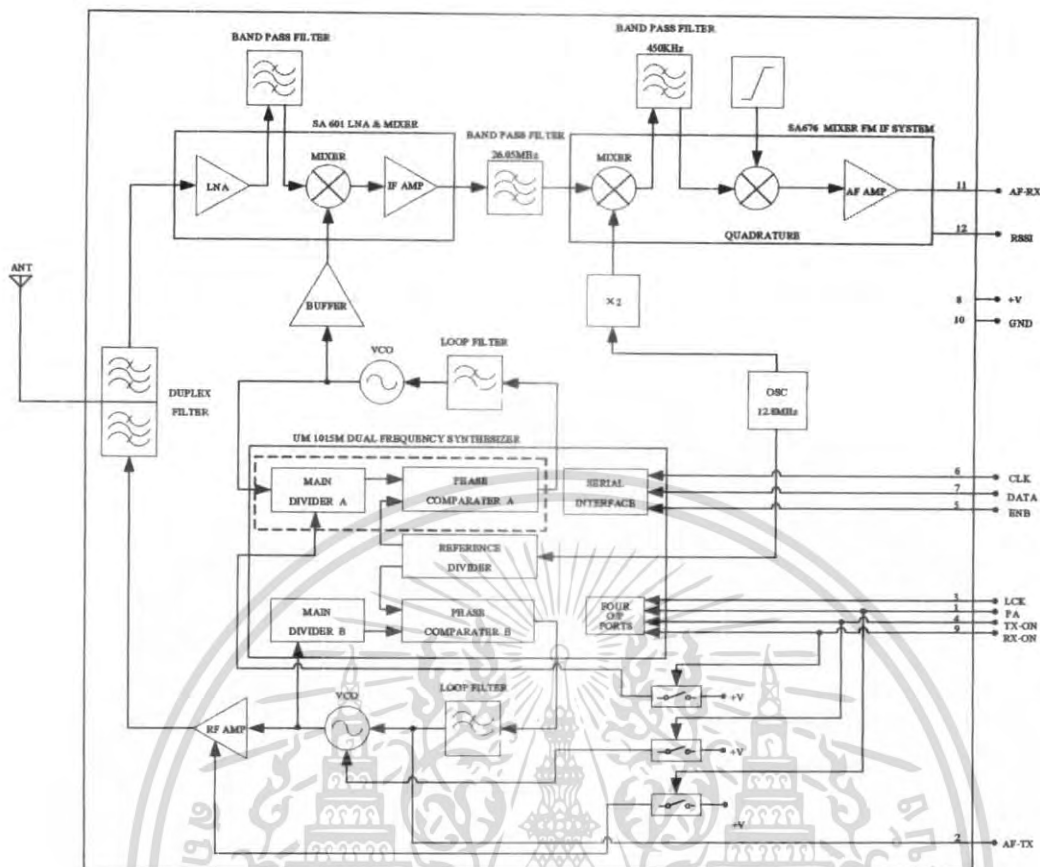 BAND PASS FILTER
BAND PASS FILTER
450KHz
SA 601 LNA & MIXER
BAND PASS FILTER
26.05MHz
SA676 MIXER FM IF SYSTEM
LNA
MIXER
IF AMP
MIXER
AF AMP
QUADRATURE
11
AF-RX
12
RSSI
ANT
BUFFER
×2
8
+V
10
GND
VCO
LOOP FILTER
DUPLEX
FILTER
OSC
12.8MHz
UM 1015M DUAL FREQUENCY SYNTHESIZER
MAIN
DIVIDER A
PHASE
COMPARATER A
SERIAL
INTERFACE
6
CLK
7
DATA
5
ENB
REFERENCE
DIVIDER
MAIN
DIVIDER B
PHASE
COMPARATER B
FOUR
O/P
PORTS
3
LCK
1
PA
4
TX-ON
9
RX-ON
+V
RF AMP
VCO
LOOP FILTER
+V
+V
2
AF-TX